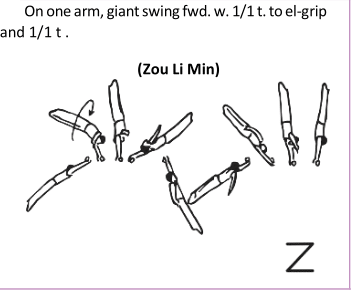 On one arm, giant swing fwd. w. 1/1 t. to el-grip
and 1/1 t .
(Zou Li Min)
Z